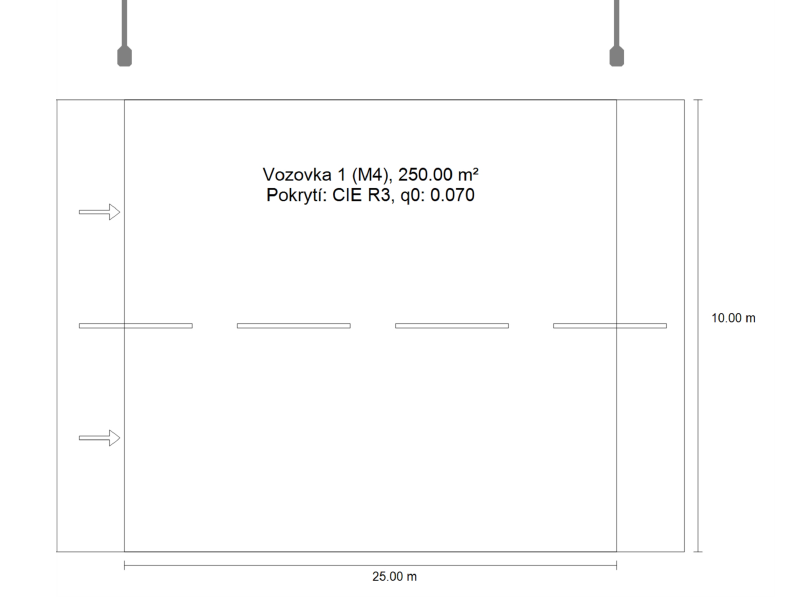 Vozovka 1 (M4), 250.00 m²
Pokrytí: CIE R3, q0: 0.070
10.00 m
25.00 m